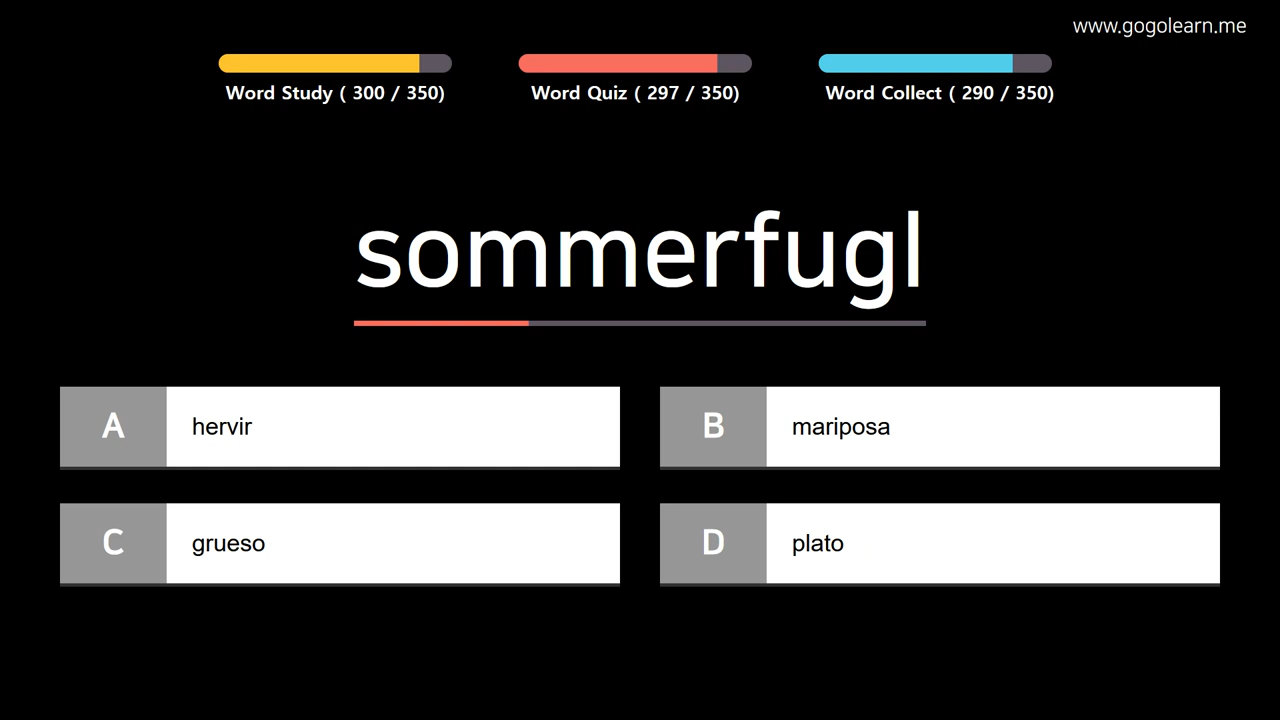 www.gogolearn.me
Word Study ( 300 / 350)
Word Quiz ( 297 / 350)
Word Collect ( 290 / 350)
sommerfugl
A hervir
B mariposa
C grueso
D plato